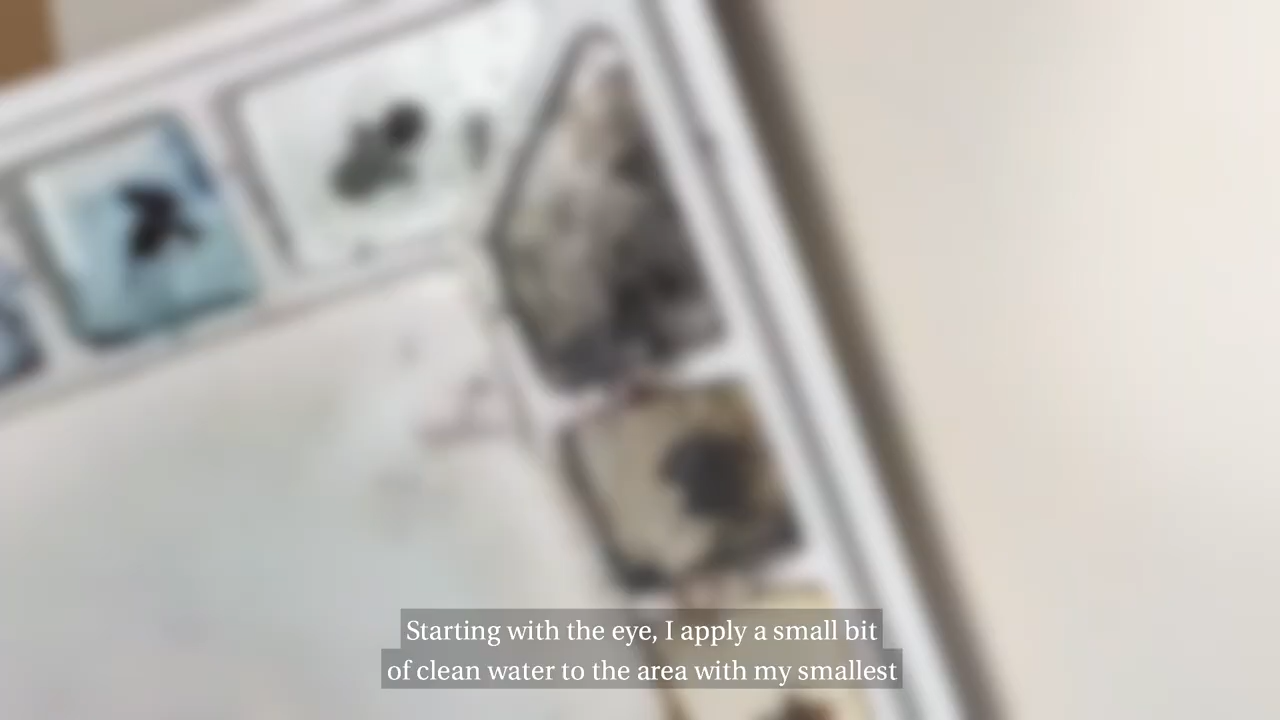 Starting with the eye, I apply a small bit
of clean water to the area with my smallest